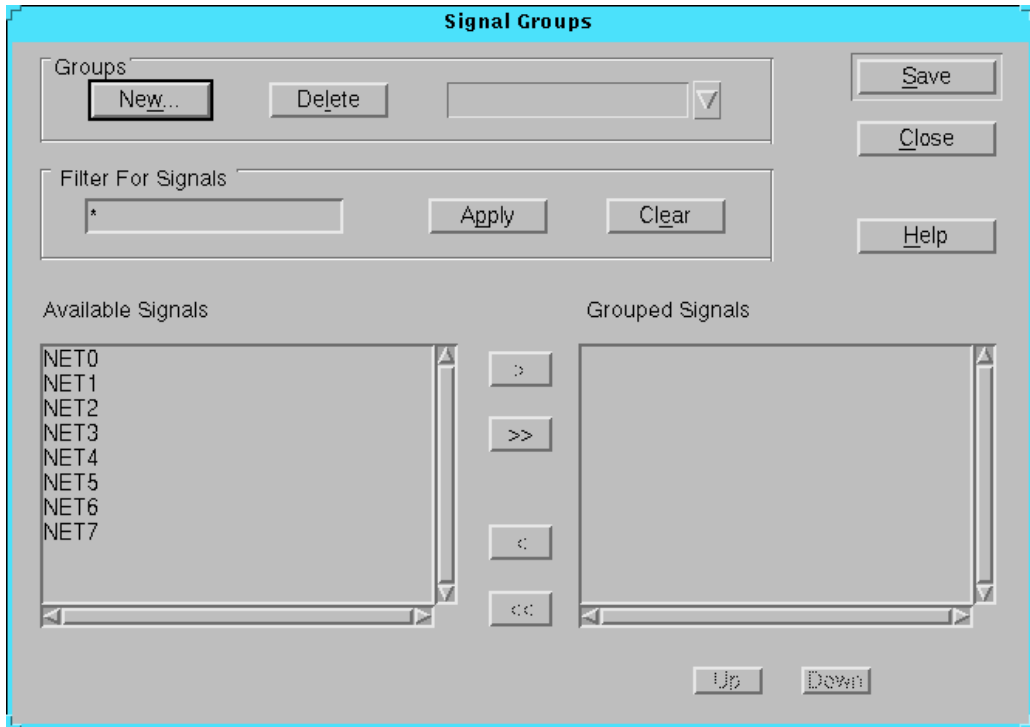 Signal Groups
Groups
New...
Delete
Save
Close
Filter For Signals
*
Apply
Clear
Help
Available Signals
Grouped Signals
NET0
NET1
NET2
NET3
NET4
NET5
NET6
NET7
>
>>
<
<<
Up
Down